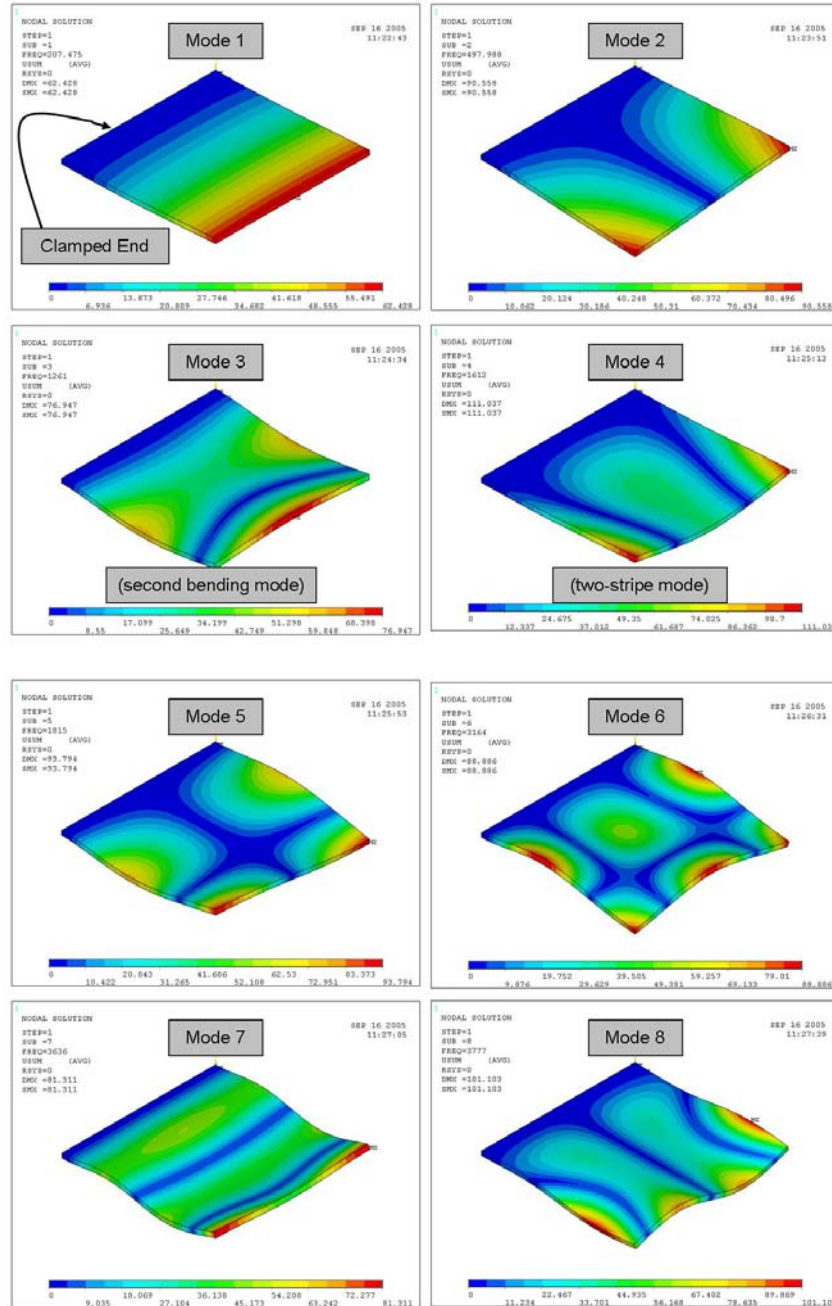 1
NODAL SOLUTION
STEP=1
SUB =1
FREQ=207.475
USUM (AVG)
RSYS=0
DMX =62.428
SMX =62.428
Mode 1
SEP 16 2005
11:22:43
Clamped End
0 13.873 27.746 41.618 55.491
6.936 20.809 34.682 48.555 62.428
1
NODAL SOLUTION
STEP=1
SUB =2
FREQ=497.988
USUM (AVG)
RSYS=0
DMX =90.558
SMX =90.558
Mode 2
SEP 16 2005
11:23:51
0 20.124 40.248 60.372 80.496
10.062 30.186 50.31 70.434 90.558
1
NODAL SOLUTION
STEP=1
SUB =3
FREQ=1261
USUM (AVG)
RSYS=0
DMX =76.947
SMX =76.947
Mode 3
SEP 16 2005
11:24:34
(second bending mode)
0 17.099 34.199 51.298 68.398
8.55 25.649 42.749 59.848 76.947
1
NODAL SOLUTION
STEP=1
SUB =4
FREQ=1612
USUM (AVG)
RSYS=0
DMX =111.037
SMX =111.037
Mode 4
SEP 16 2005
11:25:13
(two-stripe mode)
0 24.675 49.35 74.025 98.7
12.337 37.012 61.687 86.362 111.03
1
NODAL SOLUTION
STEP=1
SUB =5
FREQ=1815
USUM (AVG)
RSYS=0
DMX =93.794
SMX =93.794
Mode 5
SEP 16 2005
11:25:53
0 20.843 41.686 62.53 83.373
10.422 31.265 52.108 72.951 93.794
1
NODAL SOLUTION
STEP=1
SUB =6
FREQ=3164
USUM (AVG)
RSYS=0
DMX =88.886
SMX =88.886
Mode 6
SEP 16 2005
11:26:31
0 19.752 39.505 59.257 79.01
9.876 29.629 49.381 69.133 88.886
1
NODAL SOLUTION
STEP=1
SUB =7
FREQ=3636
USUM (AVG)
RSYS=0
DMX =81.311
SMX =81.311
Mode 7
SEP 16 2005
11:27:05
0 18.069 36.138 54.208 72.277
9.035 27.104 45.173 63.242 81.311
1
NODAL SOLUTION
STEP=1
SUB =8
FREQ=3777
USUM (AVG)
RSYS=0
DMX =101.103
SMX =101.103
Mode 8
SEP 16 2005
11:27:39
0 22.467 44.935 67.402 89.869
11.234 33.701 56.168 78.635 101.10